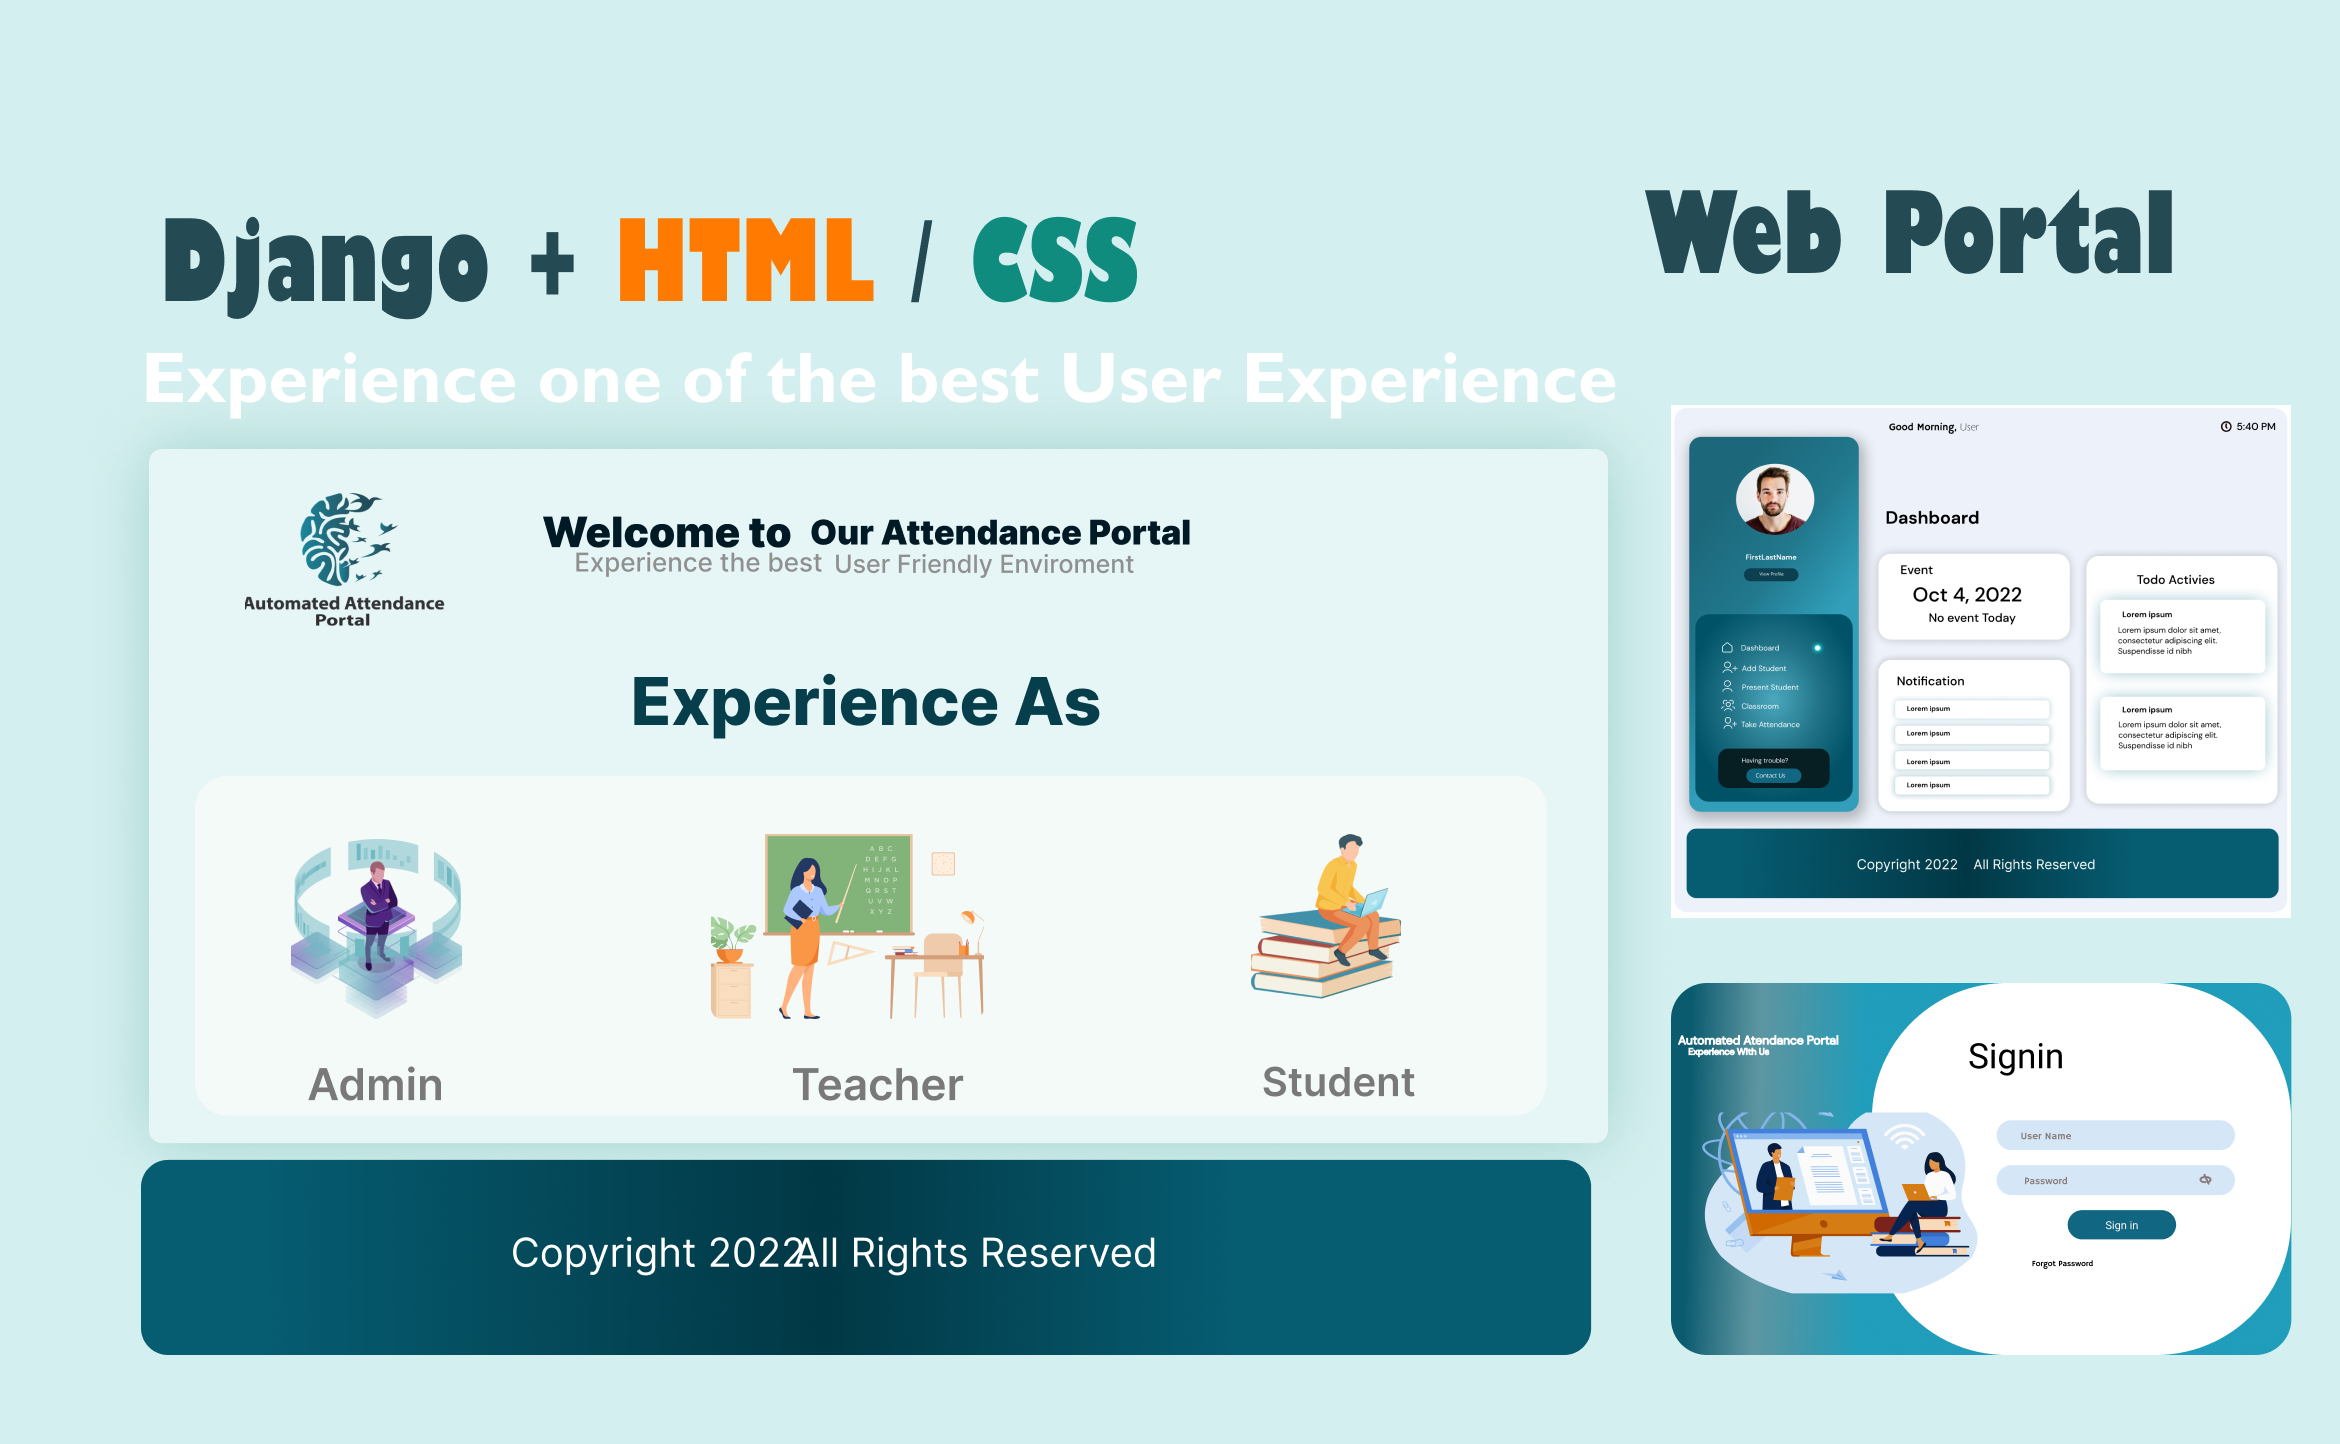 Django + HTML / CSS
Web Portal
Experience one of the best User Experience
Automated Attendance
Portal
Welcome to Our Attendance Portal
Experience the best User Friendly Enviroment
Experience As
A B C
D E F G
H I J K L
M N O P
Q R S T
U V W
X Y Z
Admin
Teacher
Student
Copyright 2022. All Rights Reserved
Good Morning, User
5:40 PM
FirstLastName
View Profile
Dashboard
Add Student
Present Student
Classroom
Take Attendance
Having trouble?
Contact Us
Dashboard
Event
Oct 4, 2022
No event Today
Notification
Lorem ipsum
Lorem ipsum
Lorem ipsum
Lorem ipsum
Todo Activies
Lorem ipsum
Lorem ipsum dolor sit amet,
consectetur adipiscing elit.
Suspendisse id nibh
Lorem ipsum
Lorem ipsum dolor sit amet,
consectetur adipiscing elit.
Suspendisse id nibh
Copyright 2022 All Rights Reserved
Automated Atendance Portal
Experience With Us
Signin
User Name
Password
Sign in
Forgot Password